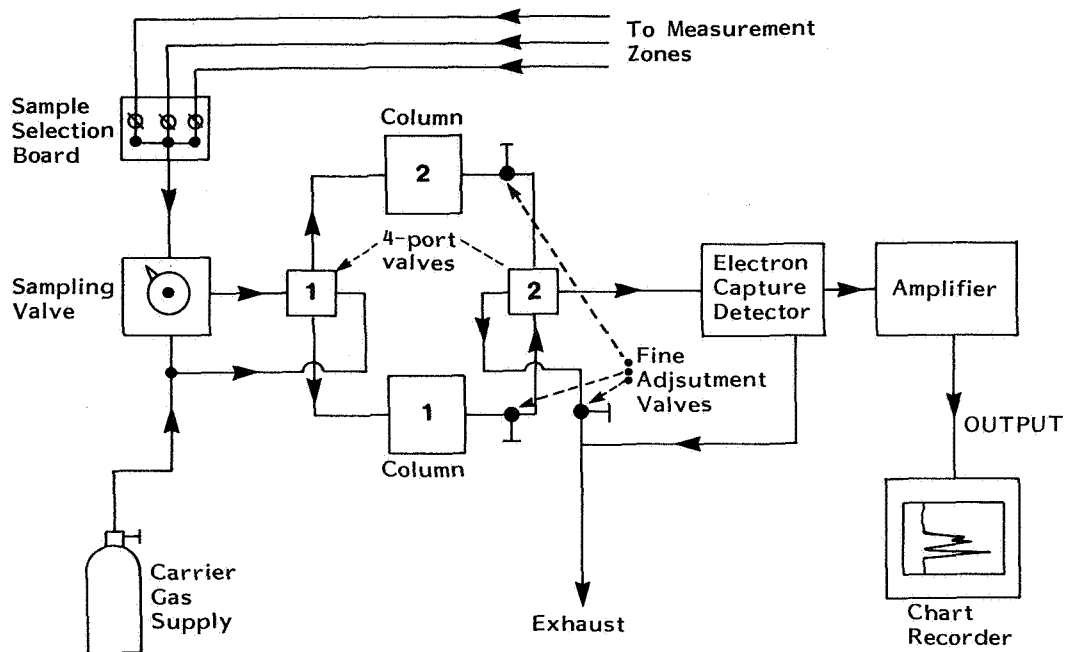 To Measurement
Zones
Sample
Selection
Board
Column
2
4-port
valves
Sampling
Valve
1
2
Electron
Capture
Detector
Amplifier
Fine
Adjsutment
Valves
1
Column
OUTPUT
Carrier
Gas
Supply
Exhaust
Chart
Recorder